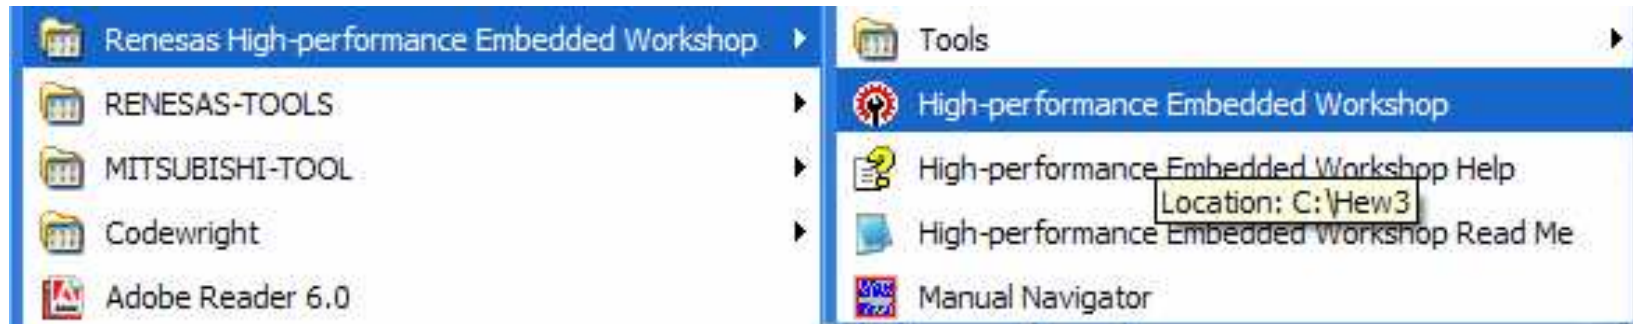 Renesas High-performance Embedded Workshop
RENESAS-TOOLS
MITSUBISHI-TOOL
Codewright
Adobe Reader 6.0
Tools
High-performance Embedded Workshop
High-performance Embedded Workshop Help
Location: C:\Hew3
High-performance Embedded Workshop Read Me
Manual Navigator